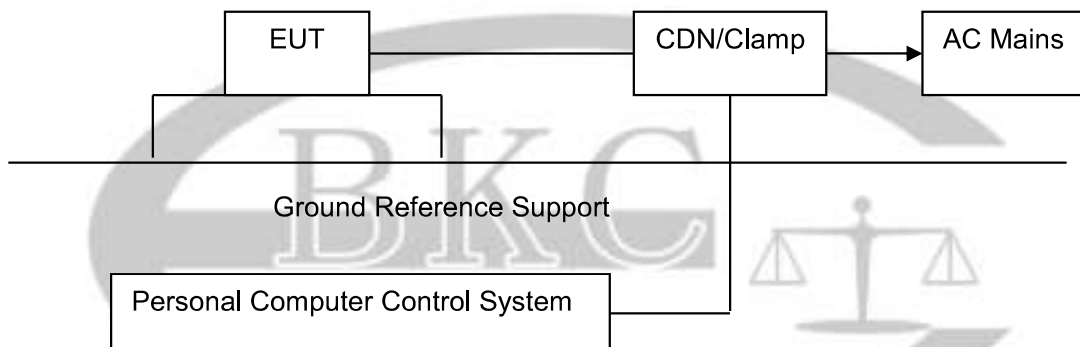 EUT
CDN/Clamp
AC Mains
BKC
Ground Reference Support
Personal Computer Control System